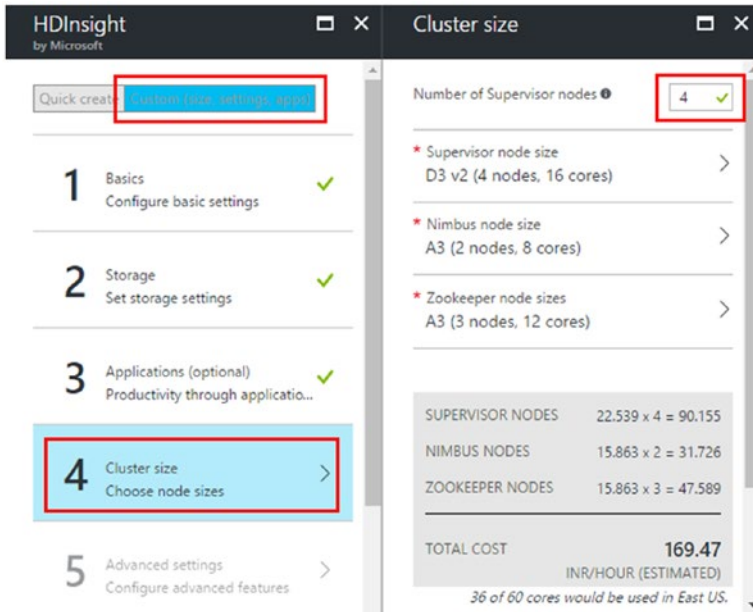 HDInsight
by Microsoft
Quick create
Custom (size, settings, apps)
1
Basics
Configure basic settings
2
Storage
Set storage settings
3
Applications (optional)
Productivity through applicatio...
4
Cluster size
Choose node sizes
5
Advanced settings
Configure advanced features
Cluster size
Number of Supervisor nodes
4
* Supervisor node size
D3 v2 (4 nodes, 16 cores)
* Nimbus node size
A3 (2 nodes, 8 cores)
* Zookeeper node sizes
A3 (3 nodes, 12 cores)
SUPERVISOR NODES 22.539 x 4 = 90.155
NIMBUS NODES 15.863 x 2 = 31.726
ZOOKEEPER NODES 15.863 x 3 = 47.589
TOTAL COST 169.47
INR/HOUR (ESTIMATED)
36 of 60 cores would be used in East US.